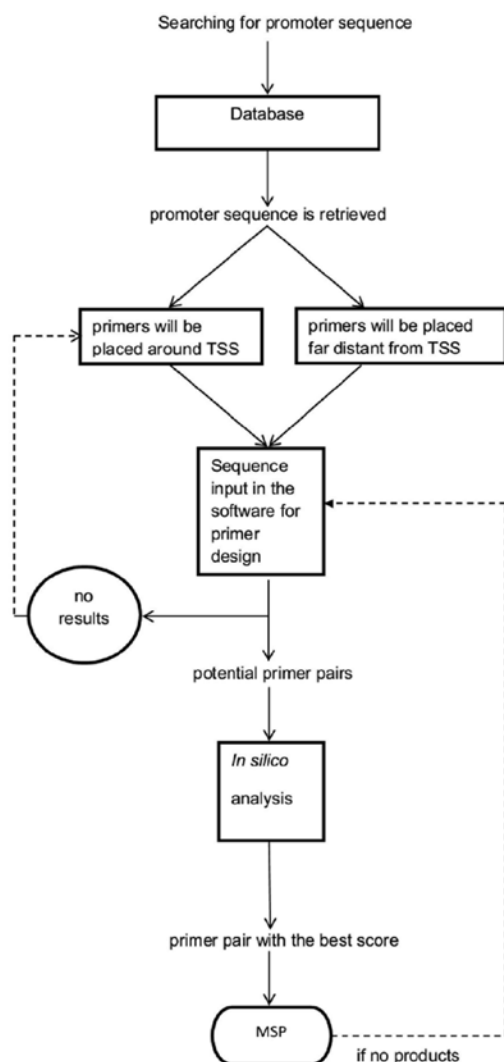 Searching for promoter sequence
Database
promoter sequence is retrieved
primers will be
placed around TSS
primers will be placed
far distant from TSS
Sequence
input in the
software for
primer
design
no
results
potential primer pairs
In silico
analysis
primer pair with the best score
MSP
if no products